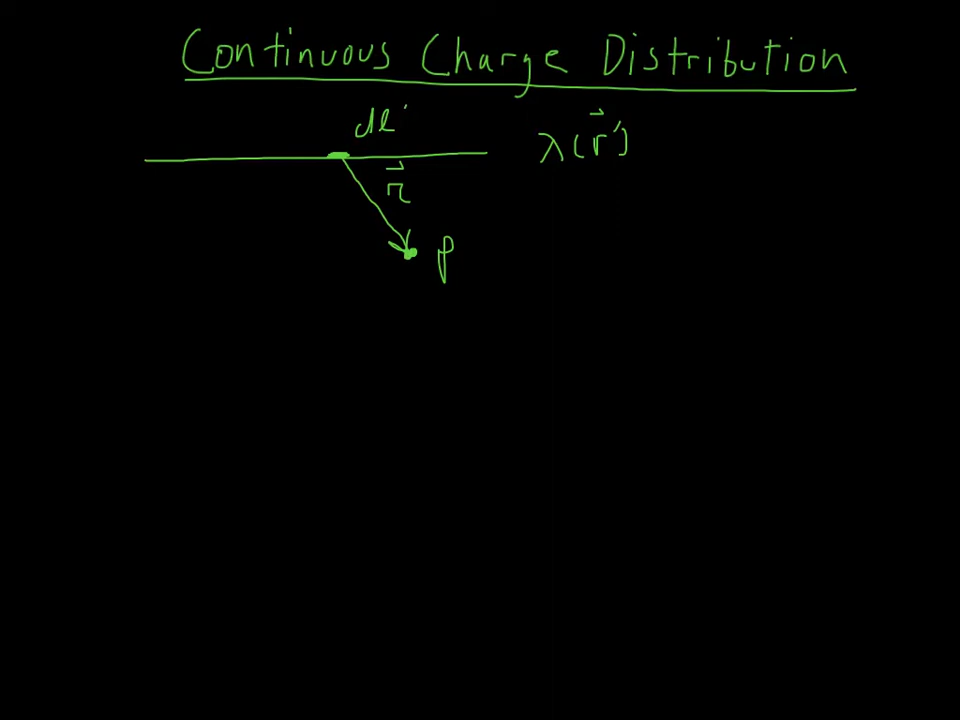 Continuous Charge Distribution
dl'
λ(r⃗')
r⃗
P